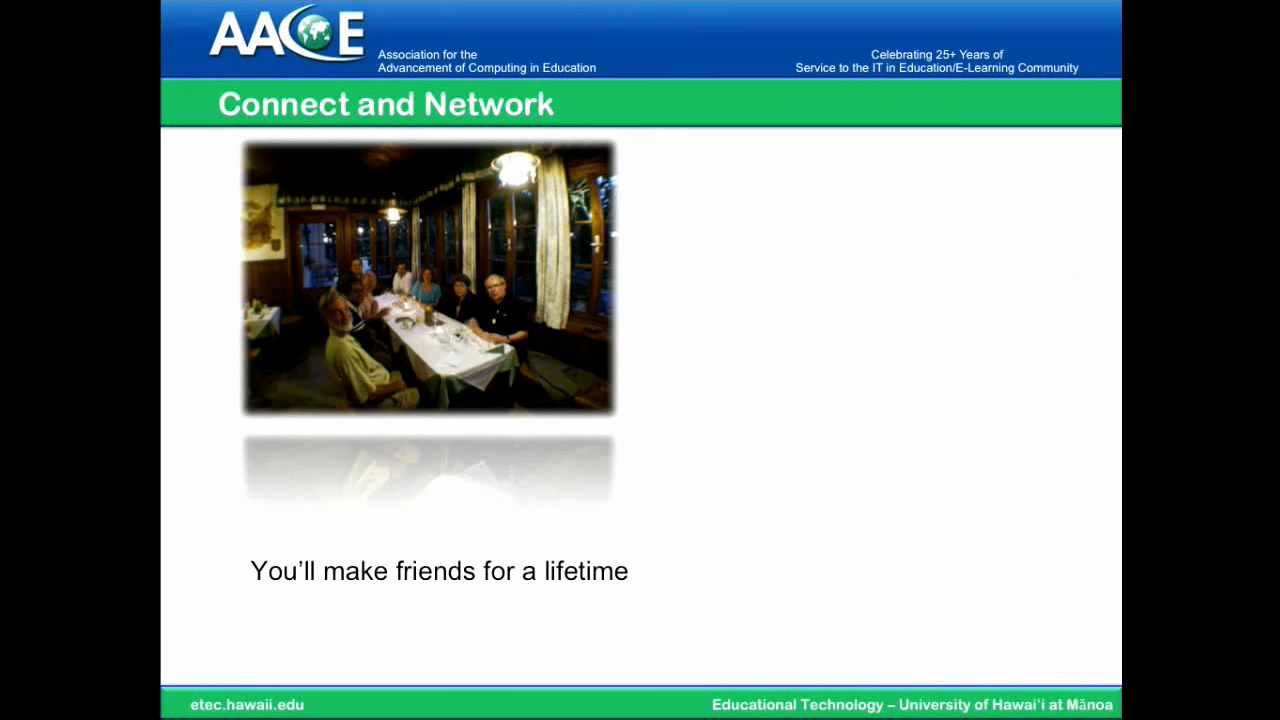 AACE
Association for the
Advancement of Computing in Education
Celebrating 25+ Years of
Service to the IT in Education/E-Learning Community
Connect and Network
You’ll make friends for a lifetime
etec.hawaii.edu
Educational Technology – University of Hawai‘i at Mānoa